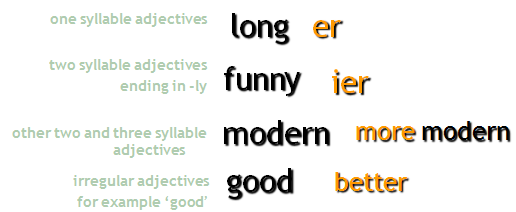 one syllable adjectives long er
two syllable adjectives
ending in -ly funny ier
other two and three syllable
adjectives modern more modern
irregular adjectives
for example ‘good’ good better